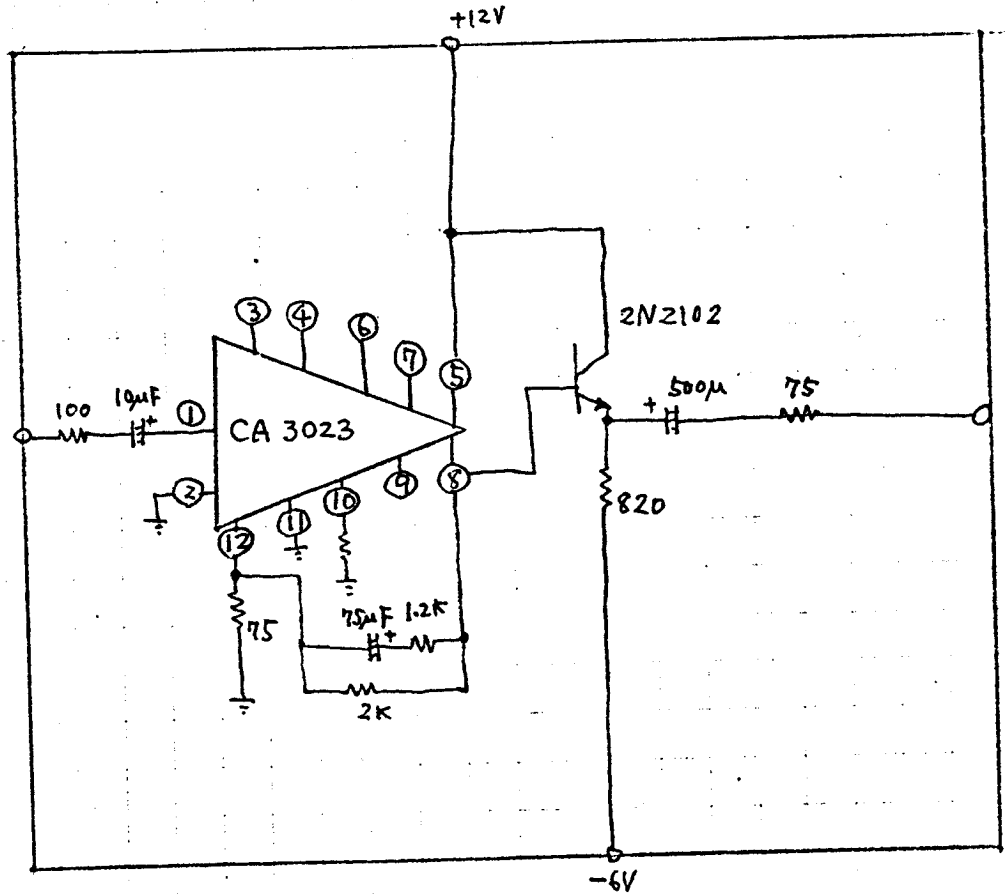 +12V
③
④
⑥
⑦
⑤
2N2102
100
10µF
+
①
CA 3023
+
500µ
75
②
⑧
⑨
⑩
⑪
⑫
820
75µF
+
1.2K
75
2K
-6V